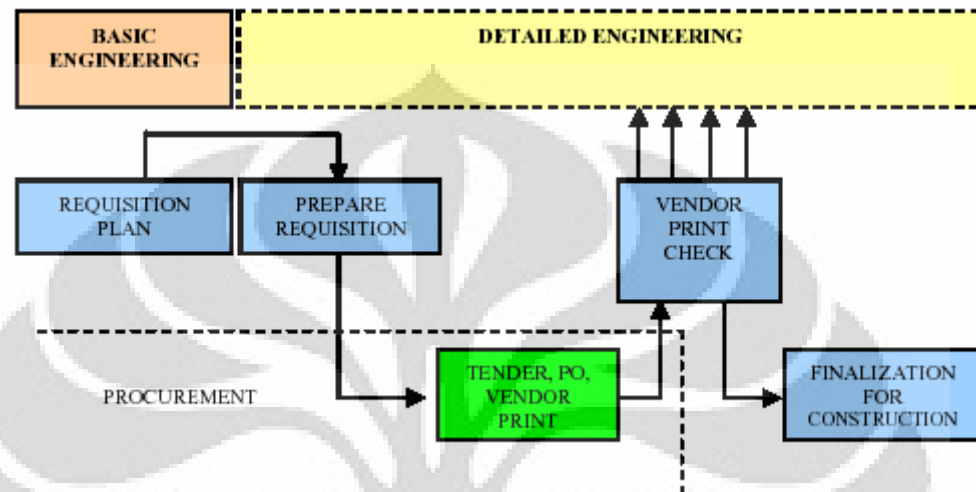 BASIC
ENGINEERING
DETAILED ENGINEERING
REQUISITION
PLAN
PREPARE
REQUISITION
VENDOR
PRINT
CHECK
PROCUREMENT
TENDER, PO,
VENDOR
PRINT
FINALIZATION
FOR
CONSTRUCTION